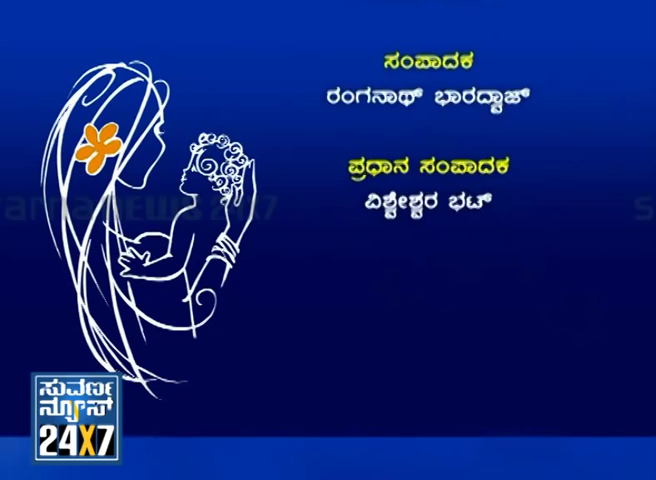 ಸಂಪಾದಕ
ರಂಗನಾಥ್ ಭಾರದ್ವಾಜ್
ಪ್ರಧಾನ ಸಂಪಾದಕ
ವಿಶ್ವೇಶ್ವರ ಭಟ್
ಸುವರ್ಣ
ನ್ಯೂಸ್
24X7